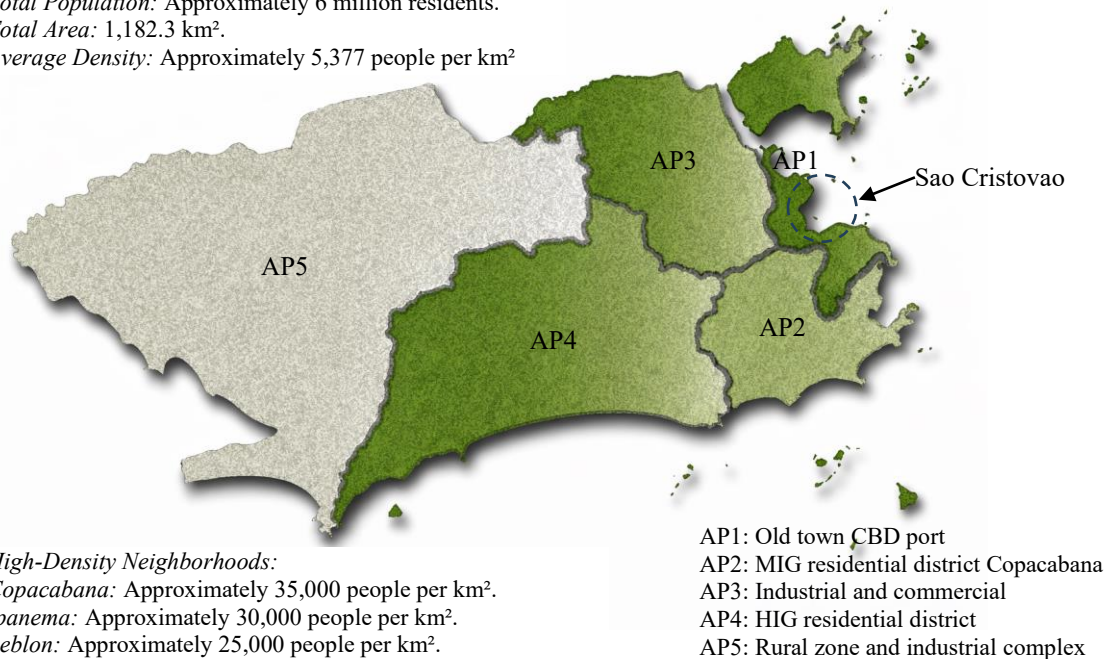 otal Population: Approximately 6 million residents.
otal Area: 1,182.3 km².
verage Density: Approximately 5,377 people per km²
AP3
AP1
Sao Cristovao
AP5
AP4
AP2
igh-Density Neighborhoods:
opacabana: Approximately 35,000 people per km².
panema: Approximately 30,000 people per km².
eblon: Approximately 25,000 people per km².
AP1: Old town CBD port
AP2: MIG residential district Copacabana
AP3: Industrial and commercial
AP4: HIG residential district
AP5: Rural zone and industrial complex